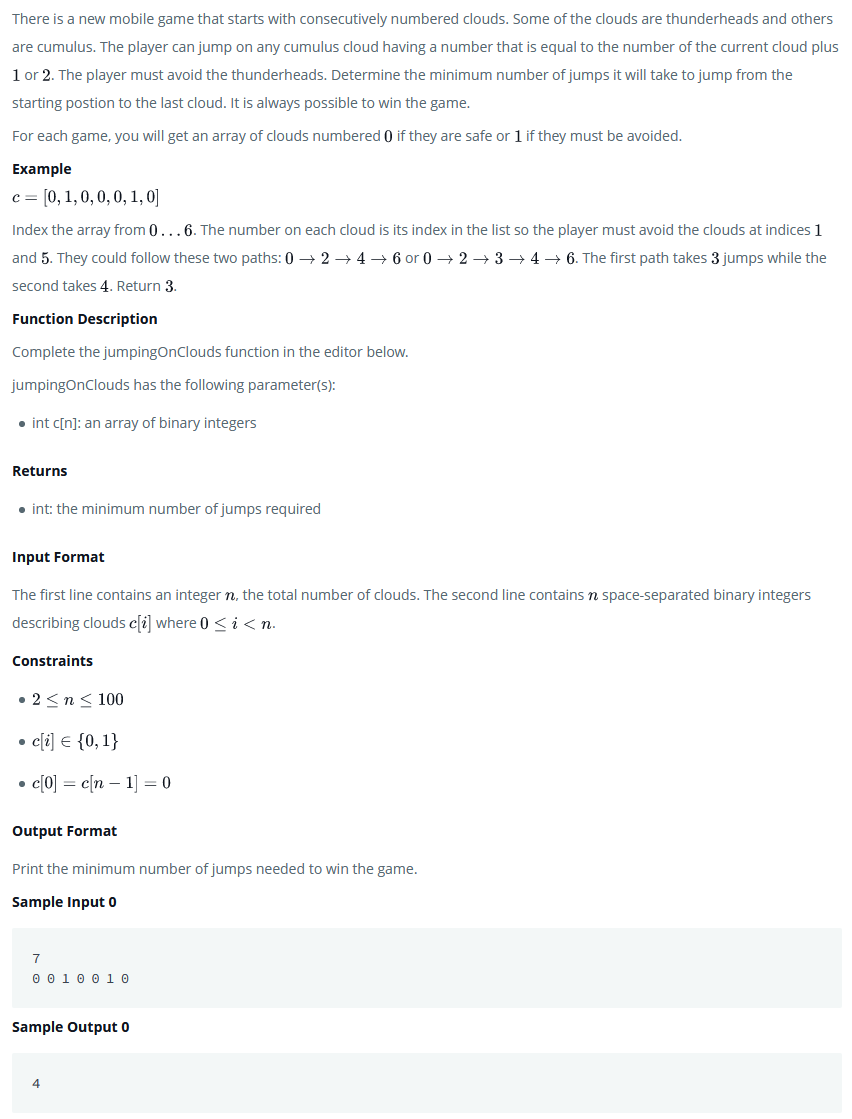 There is a new mobile game that starts with consecutively numbered clouds. Some of the clouds are thunderheads and others
are cumulus. The player can jump on any cumulus cloud having a number that is equal to the number of the current cloud plus
1 or 2. The player must avoid the thunderheads. Determine the minimum number of jumps it will take to jump from the
starting postion to the last cloud. It is always possible to win the game.
For each game, you will get an array of clouds numbered 0 if they are safe or 1 if they must be avoided.
Example
c = [0, 1, 0, 0, 0, 1, 0]
Index the array from 0 . . . 6. The number on each cloud is its index in the list so the player must avoid the clouds at indices 1
and 5. They could follow these two paths: 0 → 2 → 4 → 6 or 0 → 2 → 3 → 4 → 6. The first path takes 3 jumps while the
second takes 4. Return 3.
Function Description
Complete the jumpingOnClouds function in the editor below.
jumpingOnClouds has the following parameter(s):
• int c[n]: an array of binary integers
Returns
• int: the minimum number of jumps required
Input Format
The first line contains an integer n, the total number of clouds. The second line contains n space-separated binary integers
describing clouds c[i] where 0 ≤ i < n.
Constraints
• 2 ≤ n ≤ 100
• c[i] ∈ {0, 1}
• c[0] = c[n − 1] = 0
Output Format
Print the minimum number of jumps needed to win the game.
Sample Input 0
7
0 0 1 0 0 1 0
Sample Output 0
4